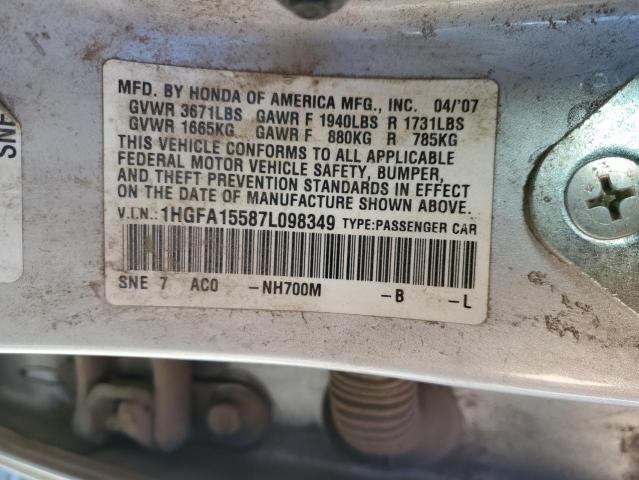 SNE
MFD. BY HONDA OF AMERICA MFG., INC. 04/'07
GVWR 3671LBS GAWR F 1940LBS R 1731LBS
GVWR 1665KG GAWR F 880KG R 785KG
THIS VEHICLE CONFORMS TO ALL APPLICABLE
FEDERAL MOTOR VEHICLE SAFETY, BUMPER,
AND THEFT PREVENTION STANDARDS IN EFFECT
ON THE DATE OF MANUFACTURE SHOWN ABOVE.
V.I.N.: 1HGFA15587L098349 TYPE:PASSENGER CAR
SNE 7 AC0 -NH700M -B -L